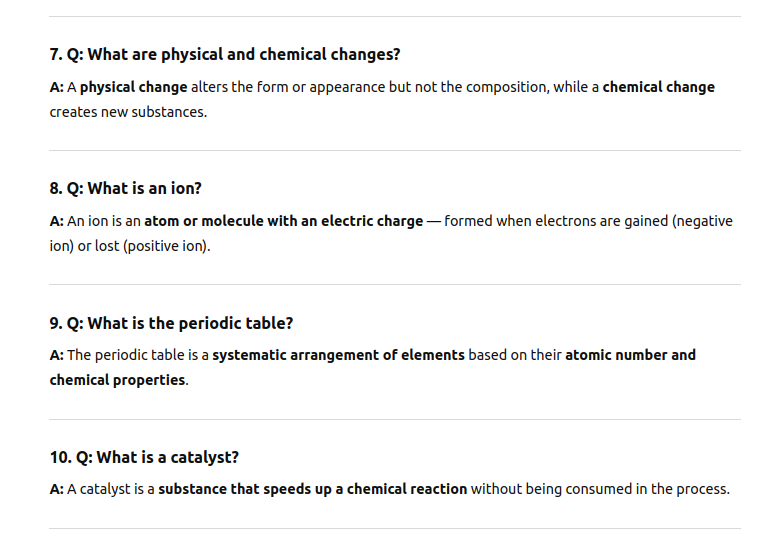 7. Q: What are physical and chemical changes?
A: A physical change alters the form or appearance but not the composition, while a chemical change
creates new substances.
8. Q: What is an ion?
A: An ion is an atom or molecule with an electric charge — formed when electrons are gained (negative
ion) or lost (positive ion).
9. Q: What is the periodic table?
A: The periodic table is a systematic arrangement of elements based on their atomic number and
chemical properties.
10. Q: What is a catalyst?
A: A catalyst is a substance that speeds up a chemical reaction without being consumed in the process.